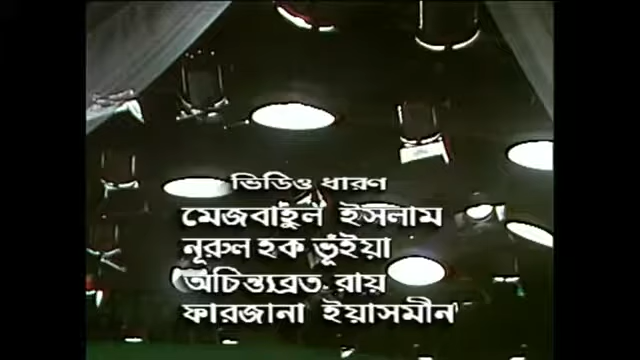 ভিডিও ধারণ
মেজবাহুল ইসলাম
নূরুল হক ভূঁইয়া
অচিন্ত্যব্রত রায়
ফারজানা ইয়াসমীন